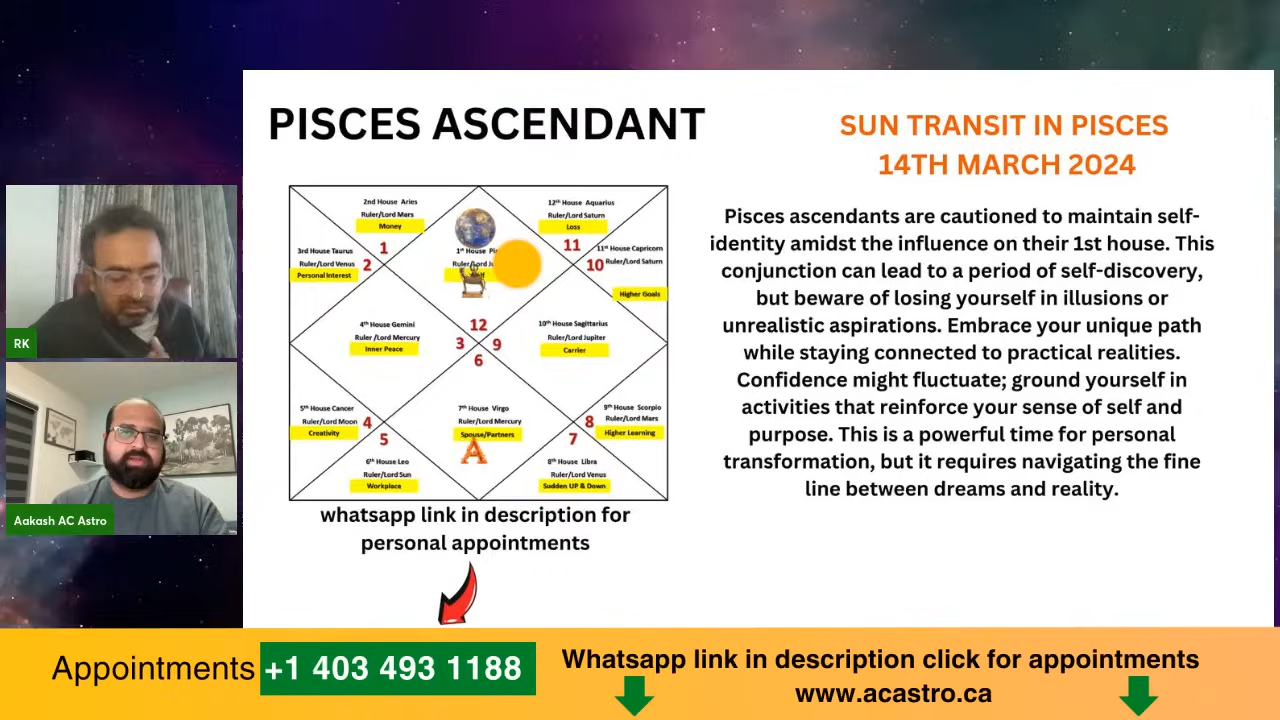 PISCES ASCENDANT
SUN TRANSIT IN PISCES
14TH MARCH 2024
2nd House Aries
Ruler/Lord Mars
Money
1
12th House Aquarius
Ruler/Lord Saturn
Loss
11
3rd House Taurus
Ruler/Lord Venus
Personal Interest
2
1st House
11st House Capricorn
Ruler/Lord Saturn
10
Higher Goals
4th House Gemini
Ruler /Lord Mercury
Inner Peace
12
3
9
6
10th House Sagittarius
Ruler/Lord Jupiter
Carrier
5th House Cancer
Ruler/Lord Moon
Creativity
4
5
7th House Virgo
Ruler/Lord Mercury
Spouse/Partners
A
9th House Scorpio
Ruler/Lord Mars
Higher Learning
8
7
6th House Leo
Ruler/Lord Sun
Workplace
8th House Libra
Ruler/Lord Venus
Sudden UP & Down
whatsapp link in description for
personal appointments
Pisces ascendants are cautioned to maintain self-
identity amidst the influence on their 1st house. This
conjunction can lead to a period of self-discovery,
but beware of losing yourself in illusions or
unrealistic aspirations. Embrace your unique path
while staying connected to practical realities.
Confidence might fluctuate; ground yourself in
activities that reinforce your sense of self and
purpose. This is a powerful time for personal
transformation, but it requires navigating the fine
line between dreams and reality.
RK
Aakash AC Astro
Appointments +1 403 493 1188
Whatsapp link in description click for appointments
www.acastro.ca